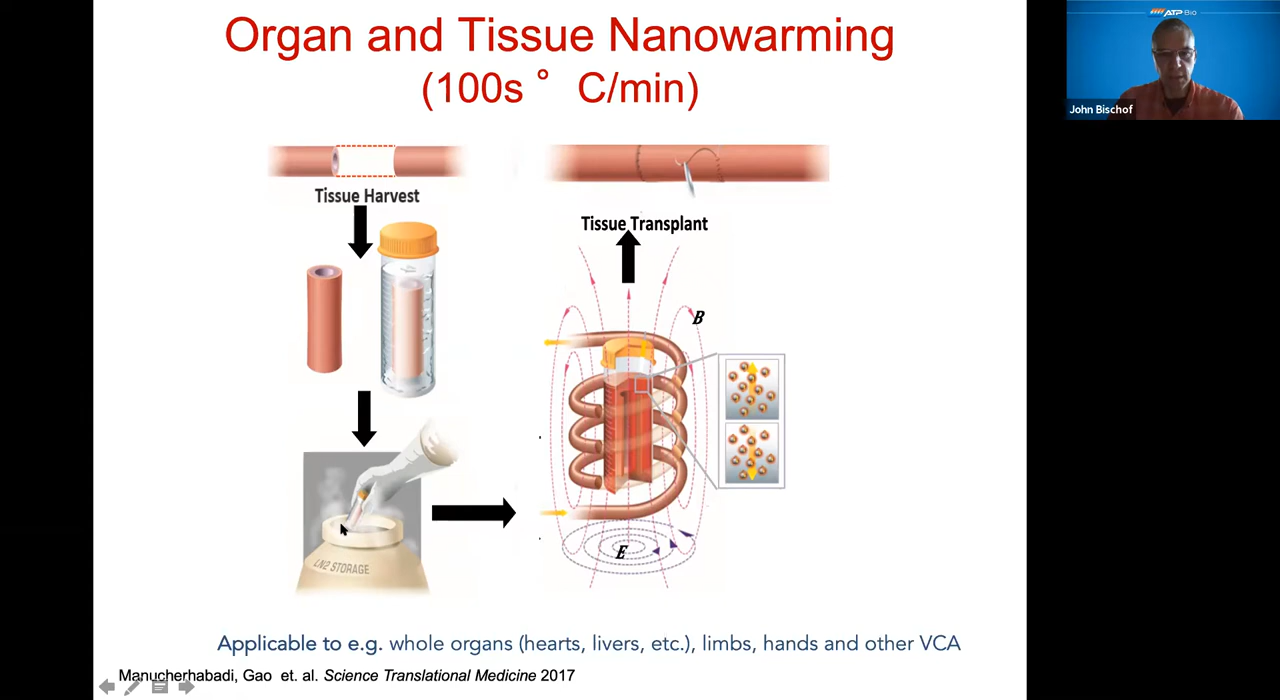 Organ and Tissue Nanowarming
(100s ° C/min)
ATP Bio
John Bischof
Tissue Harvest
Tissue Transplant
B
E
LN2 STORAGE
Applicable to e.g. whole organs (hearts, livers, etc.), limbs, hands and other VCA
Manucherhabadi, Gao et. al. Science Translational Medicine 2017